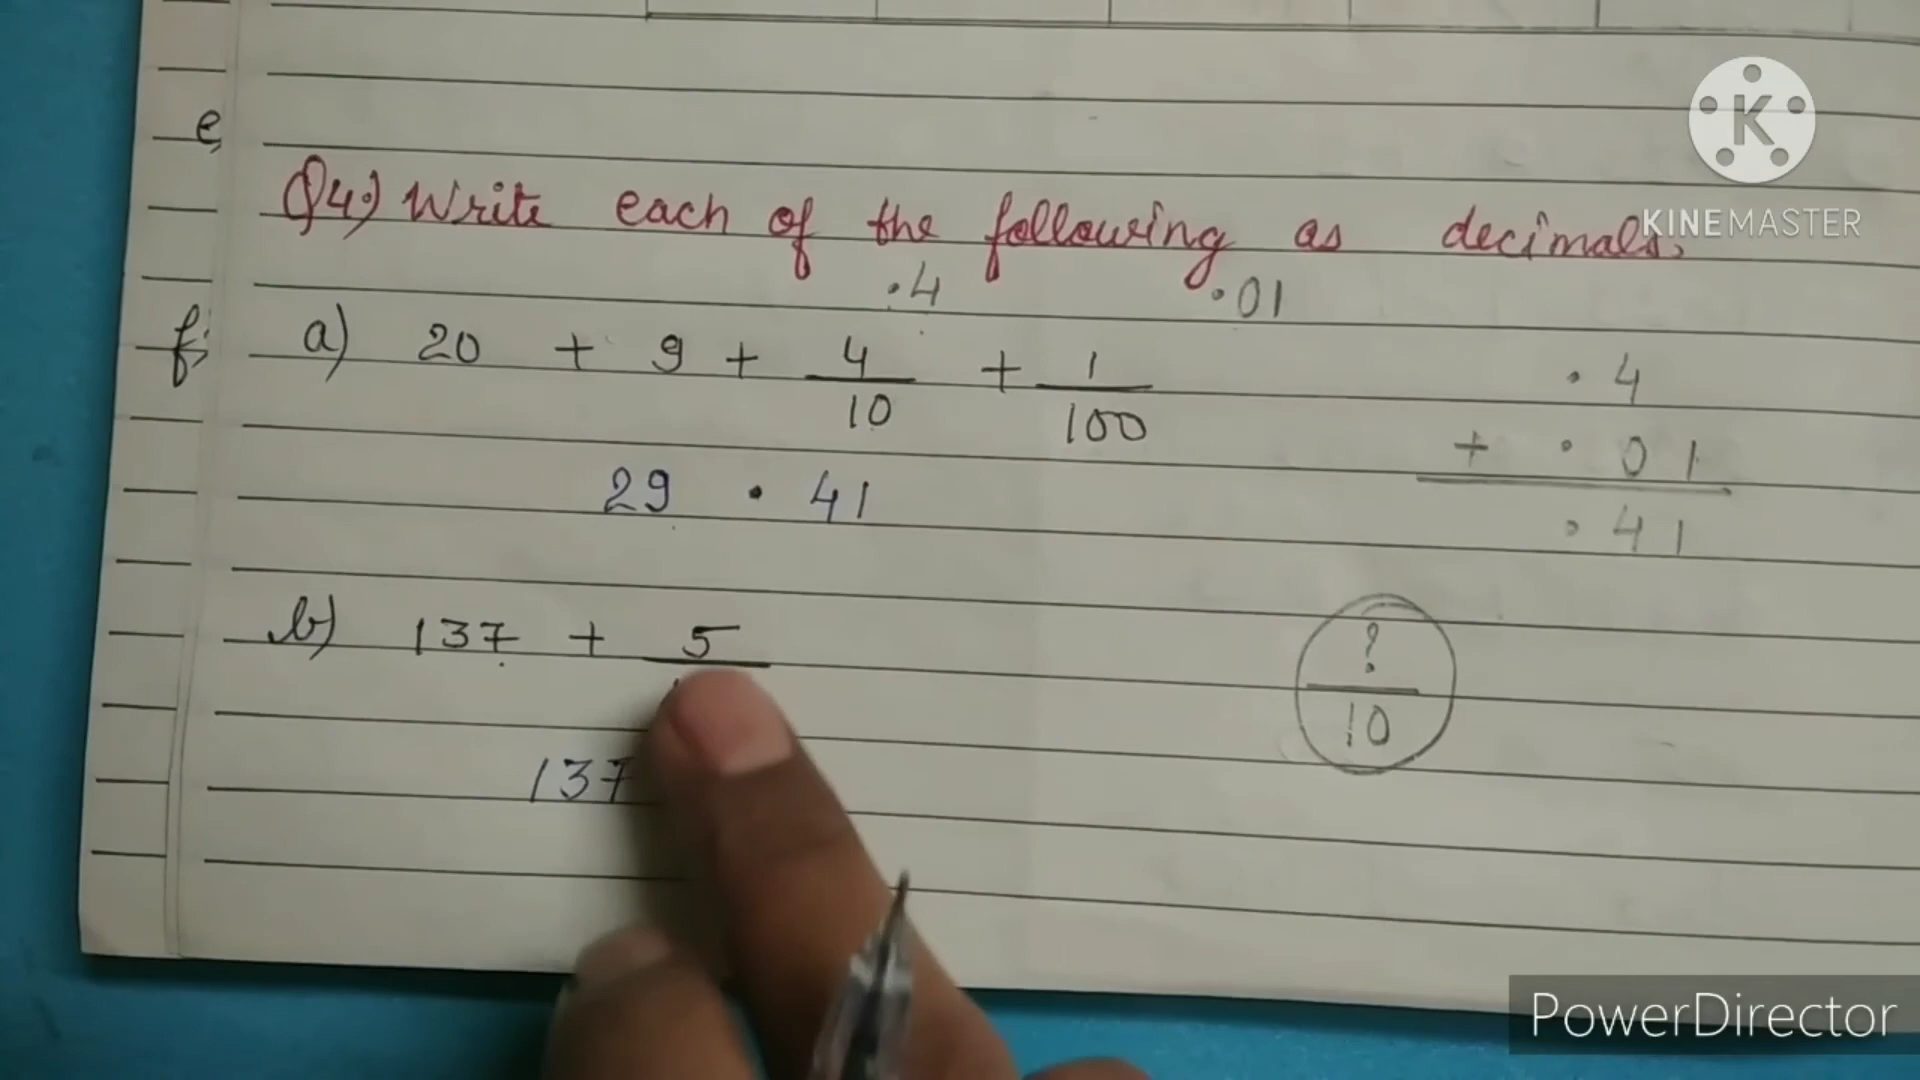 e,
Q4.) Write each of the following as decimals.
.4 .01
f. a) 20 + 9 + 4/10 + 1/100
29 . 41
.4
+ .01
.41
b) 137 + 5
137
?/10
K
KINEMASTER
PowerDirector